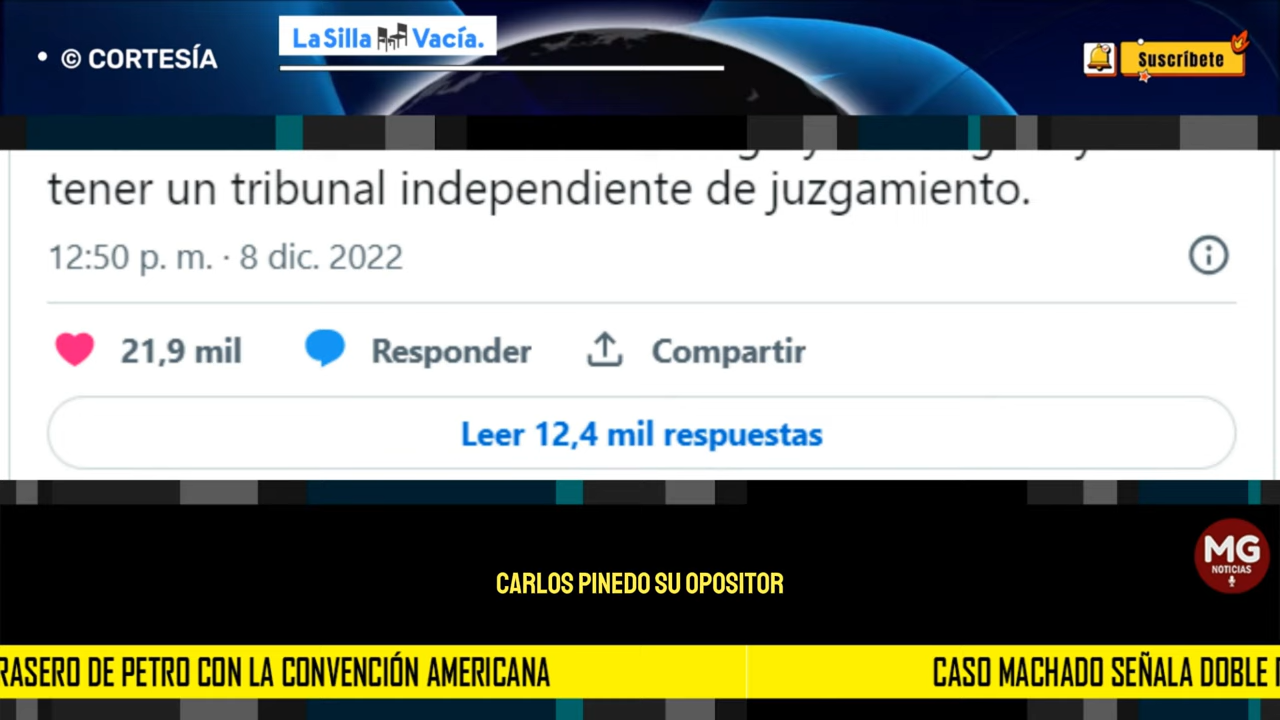 © CORTESÍA
La Silla Vacía.
Suscríbete
tener un tribunal independiente de juzgamiento.
12:50 p. m. · 8 dic. 2022
21,9 mil Responder Compartir
Leer 12,4 mil respuestas
MG
NOTICIAS
CARLOS PINEDO SU OPOSITOR
RASERO DE PETRO CON LA CONVENCIÓN AMERICANA
CASO MACHADO SEÑALA DOBLE